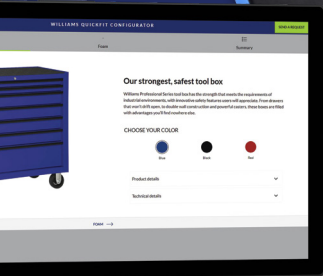 WILLIAMS QUICKFIT CONFIGURATOR
SEND A REQUEST
Foam
Summary
Our strongest, safest tool box
Williams Professional Series tool box has the strength that meets the requirements of
industrial environments, with innovative safety features users will appreciate. From drawers
that won't drift open, to double wall construction and powerful casters, these boxes are filled
with advantages you'll find nowhere else.
CHOOSE YOUR COLOR
Blue
Black
Red
Product details
Technical details
FOAM →